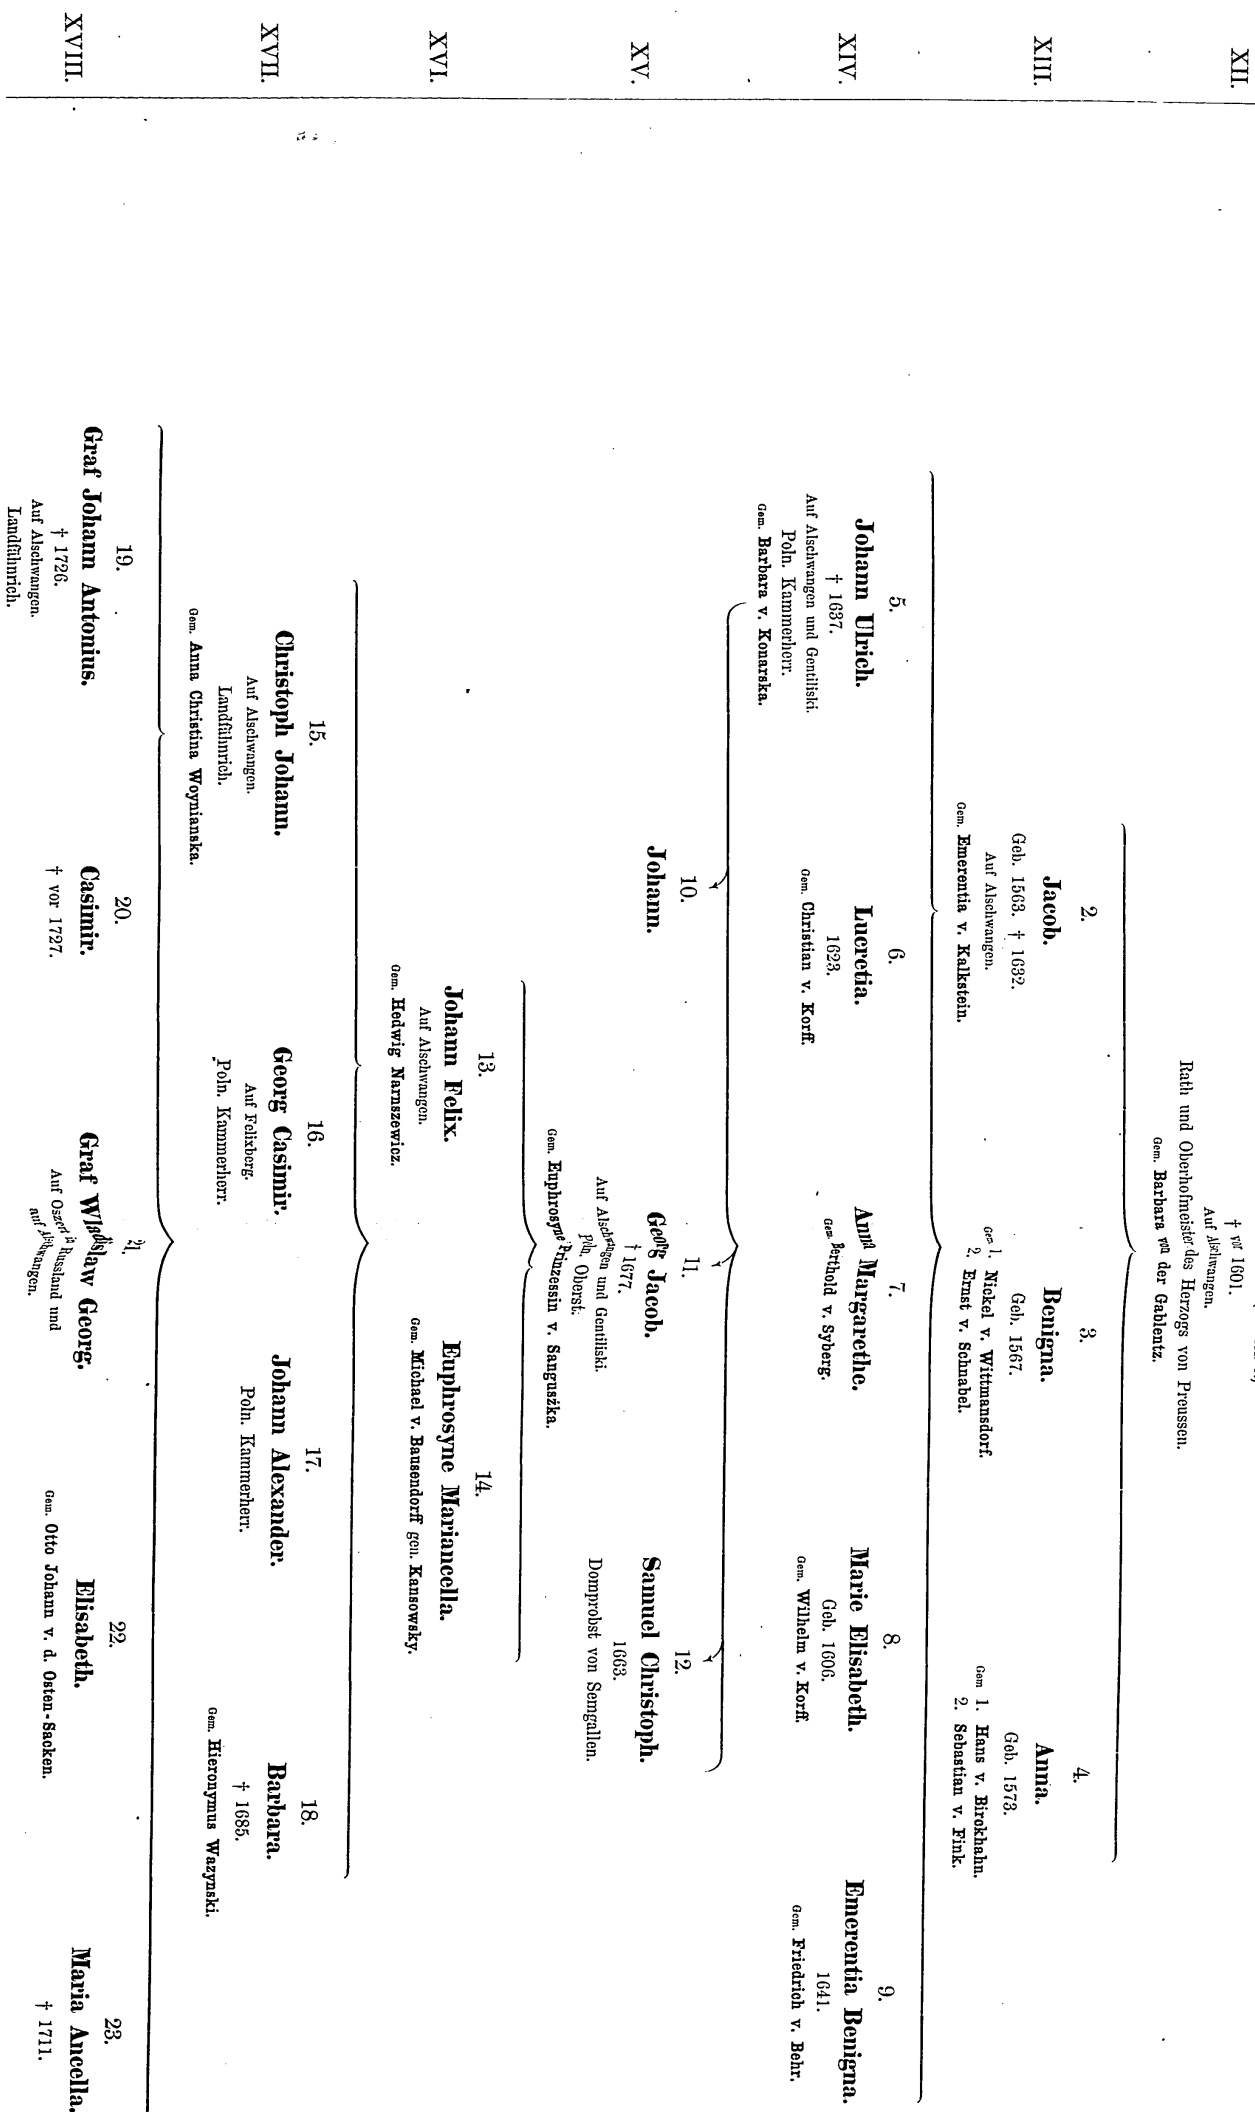 XII.
† vor 1601.
Auf Alschwangen.
Rath und Oberhofmeister des Herzogs von Preussen.
Gem. Barbara von der Gablentz.
XIII.
2.
Jacob.
Geb. 1563. † 1632.
Auf Alschwangen.
Gem. Emerentia v. Kalkstein.
3.
Benigna.
Geb. 1567.
Gem 1. Nickel v. Wittmansdorf.
2. Ernst v. Schnabel.
4.
Anna.
Geb. 1573.
Gem 1. Hans v. Birckhahn.
2. Sebastian v. Fink.
XIV.
5.
Johann Ulrich.
† 1637.
Auf Alschwangen und Gentiliski.
Poln. Kammerherr.
Gem. Barbara v. Konarska.
6.
Lucretia.
1623.
Gem. Christian v. Korff.
7.
Anna Margarethe.
Gem Berthold v. Syberg.
8.
Marie Elisabeth.
Geb. 1606.
Gem. Wilhelm v. Korff.
9.
Emerentia Benigna.
1641.
Gem. Friedrich v. Behr.
XV.
10.
Johann.
11.
Georg Jacob.
† 1677.
Auf Alschwangen und Gentiliski.
Poln. Oberst.
Gem. Euphrosyne Prinzessin v. Sanguszka.
12.
Samuel Christoph.
1663.
Domprobst von Semgallen.
XVI.
13.
Johann Felix.
Auf Alschwangen.
Gem. Hedwig Narnszewicz.
14.
Euphrosyne Mariancella.
Gem. Michael v. Bausendorff gen. Kansowsky.
XVII.
15.
Christoph Johann.
Auf Alschwangen.
Landfähnrich.
Gem. Anna Christina Woynianska.
16.
Georg Casimir.
Auf Felixberg.
Poln. Kammerherr.
17.
Johann Alexander.
Poln. Kammerherr.
18.
Barbara.
† 1685.
Gem. Hieronymus Wazynski.
XVIII.
19.
Graf Johann Antonius.
† 1726.
Auf Alschwangen.
Landfähnrich.
20.
Casimir.
† vor 1727.
21.
Graf Wladislaw Georg.
Auf Oszert in Russland und
auf Alschwangen.
22.
Elisabeth.
Gem. Otto Johann v. d. Osten-Sacken.
23.
Maria Ancella.
† 1711.